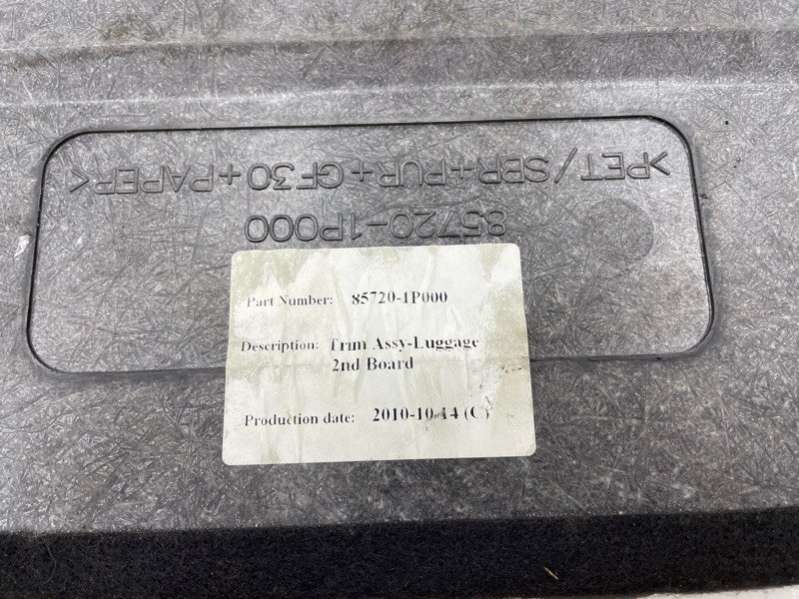 >PET/SBR+PUR+GF30+PAPER<
85720-1P000
Part Number: 85720-1P000
Description: Trim Assy-Luggage
2nd Board
Production date: 2010-10-14 (C)